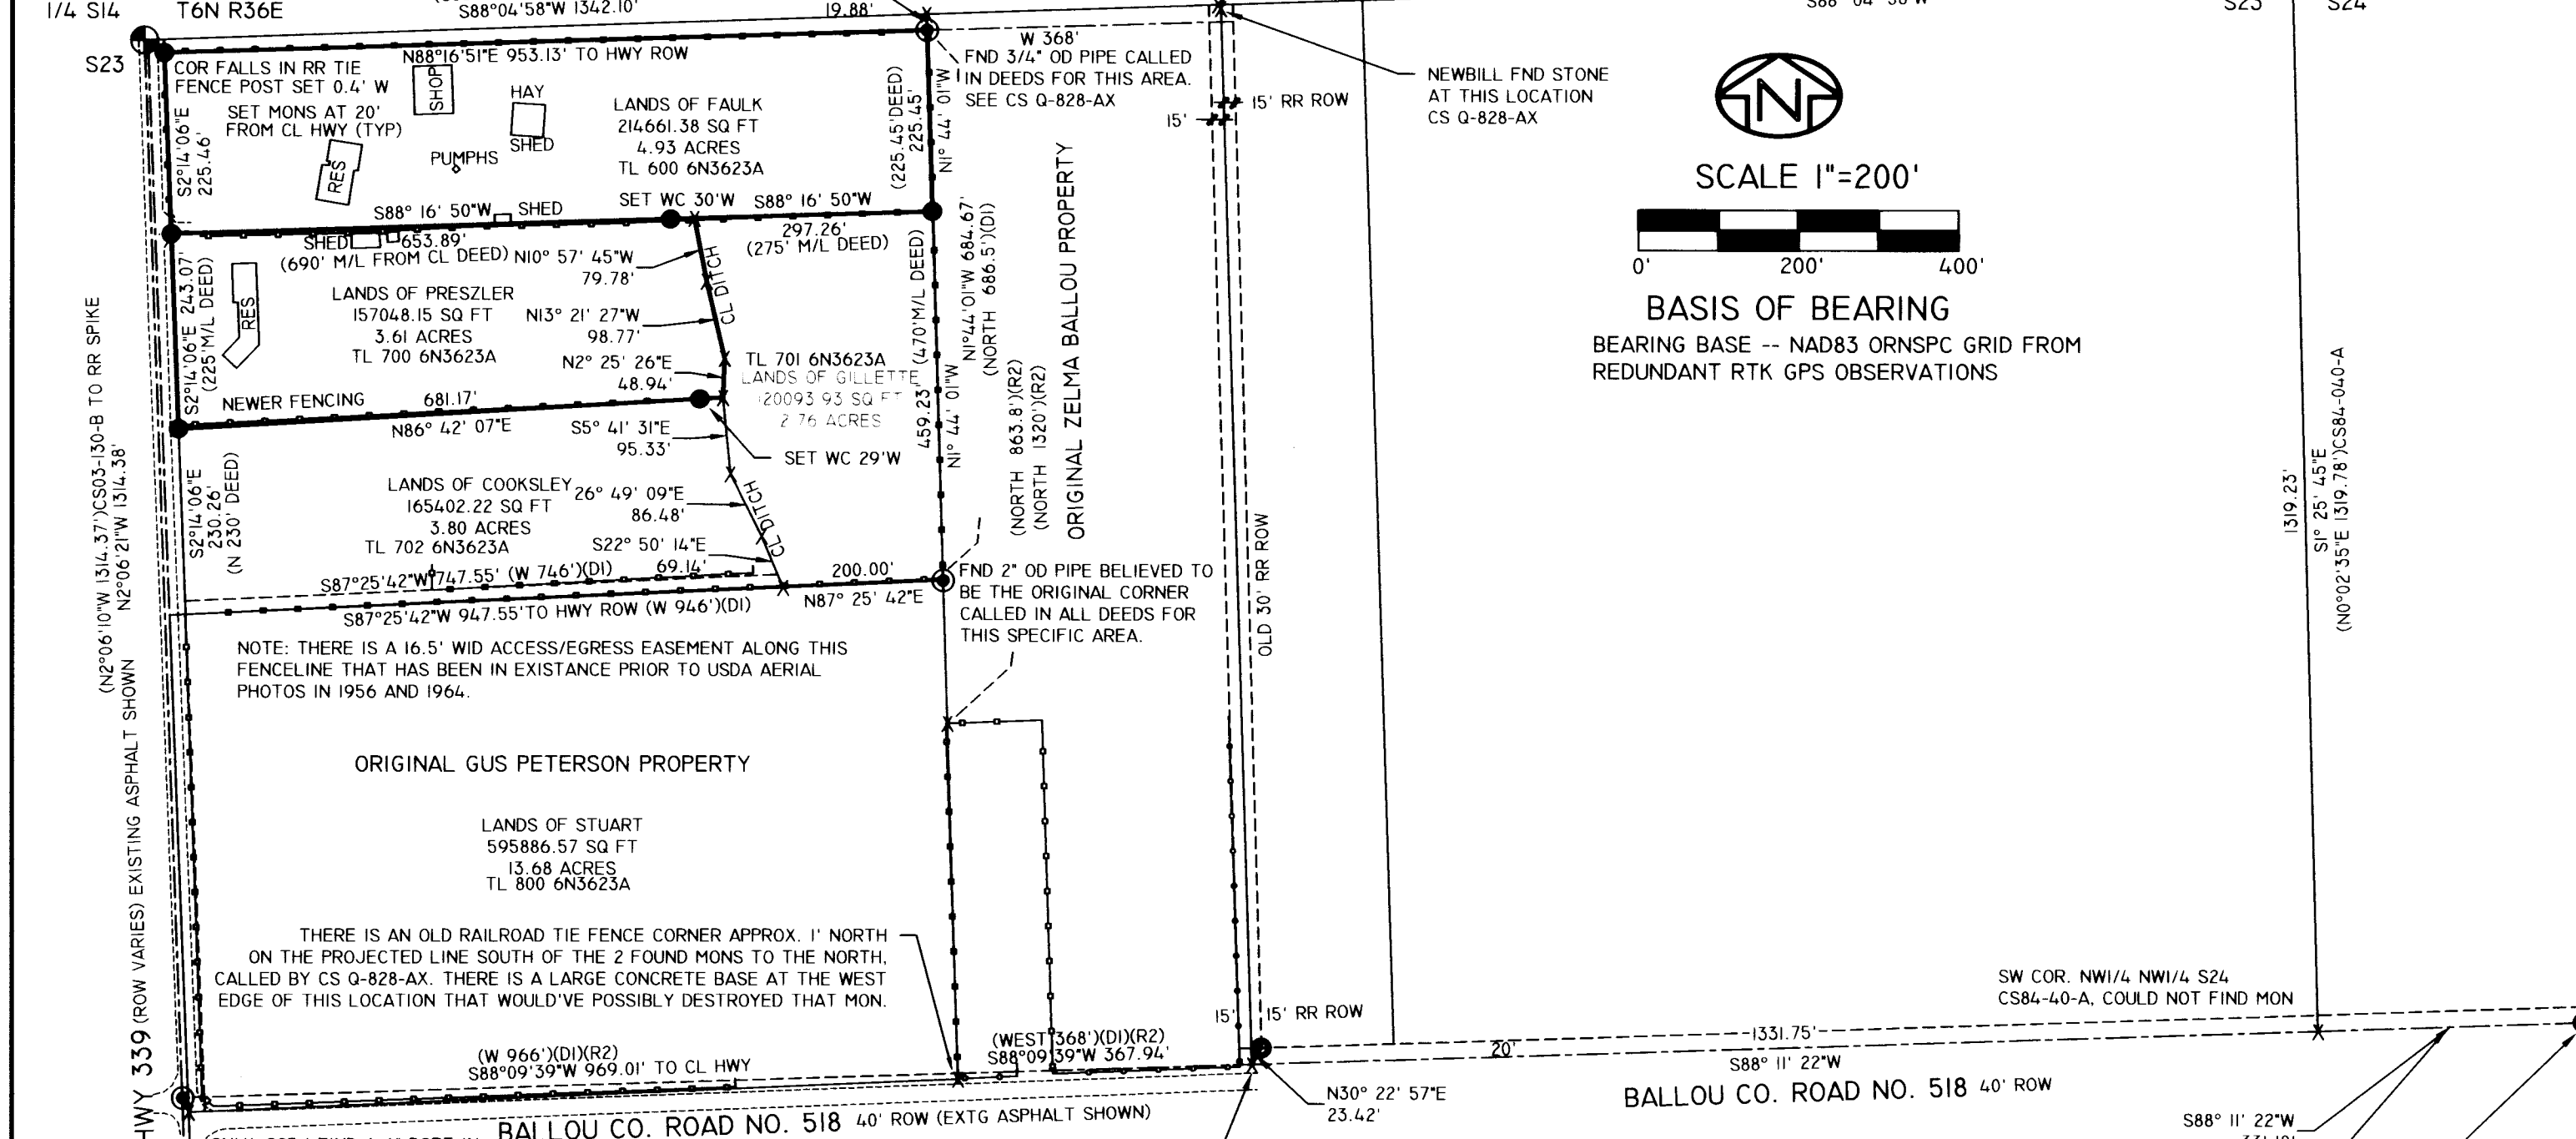 1/4 S14
T6N R36E
S88°04'58"W 1342.10'
19.88'
S23
S24
S23
COR FALLS IN RR TIE
FENCE POST SET 0.4' W
N88°16'51"E 953.13' TO HWY ROW
W 368'
FND 3/4" OD PIPE CALLED
IN DEEDS FOR THIS AREA.
SEE CS Q-828-AX
NEWBILL FND STONE
AT THIS LOCATION
CS Q-828-AX
15' RR ROW
15'
N
SCALE 1"=200'
0' 200' 400'
BASIS OF BEARING
BEARING BASE -- NAD83 ORNSPC GRID FROM
REDUNDANT RTK GPS OBSERVATIONS
SET MONS AT 20'
FROM CL HWY (TYP)
SHOP
HAY
SHED
RES
PUMPHS
LANDS OF FAULK
214661.38 SQ FT
4.93 ACRES
TL 600 6N3623A
S2°14'06"E
225.46'
(225.45'DEED)
225.45'
N1° 44' 01"W
S88° 16' 50"W
SHED
SET WC 30'W
S88° 16' 50"W
297.26'
(275' M/L DEED)
SHED
653.89'
(690' M/L FROM CL DEED)
N10° 57' 45"W
79.78'
CL DITCH
S2°14'06"E 243.07'
(225'M/L DEED)
RES
LANDS OF PRESZLER
157048.15 SQ FT
3.61 ACRES
TL 700 6N3623A
N13° 21' 27"W
98.77'
N2° 25' 26"E
48.94'
TL 701 6N3623A
LANDS OF GILLETTE
120093.93 SQ FT
2.76 ACRES
459.23' (470'M/L DEED)
N1° 44' 01"W
N1°44'01"W 684.67'
(NORTH 686.5')(D1)
(NORTH 863.8')(R2)
(NORTH 1320')(R2)
ORIGINAL ZELMA BALLOU PROPERTY
NEWER FENCING
681.17'
N86° 42' 07"E
S5° 41' 31"E
95.33'
SET WC 29'W
LANDS OF COOKSLEY
165402.22 SQ FT
3.80 ACRES
TL 702 6N3623A
26° 49' 09"E
86.48'
S22° 50' 14"E
69.14'
CL DITCH
S2°14'06"E
230.26'
(N 230' DEED)
S87°25'42"W 747.55' (W 746')(D1)
200.00'
N87° 25' 42"E
S87°25'42"W 947.55'TO HWY ROW (W 946')(D1)
FND 2" OD PIPE BELIEVED TO
BE THE ORIGINAL CORNER
CALLED IN ALL DEEDS FOR
THIS SPECIFIC AREA.
NOTE: THERE IS A 16.5' WID ACCESS/EGRESS EASEMENT ALONG THIS
FENCELINE THAT HAS BEEN IN EXISTANCE PRIOR TO USDA AERIAL
PHOTOS IN 1956 AND 1964.
OLD 30' RR ROW
(N2°06'10"W 1314.37')CS03-130-B TO RR SPIKE
N2°06'21"W 1314.38'
HWY 339 (ROW VARIES) EXISTING ASPHALT SHOWN
1319.23'
S1° 25' 45"E
(N0°02'35"E 1319.78')CS84-040-A
ORIGINAL GUS PETERSON PROPERTY
LANDS OF STUART
595886.57 SQ FT
13.68 ACRES
TL 800 6N3623A
THERE IS AN OLD RAILROAD TIE FENCE CORNER APPROX. 1' NORTH
ON THE PROJECTED LINE SOUTH OF THE 2 FOUND MONS TO THE NORTH,
CALLED BY CS Q-828-AX. THERE IS A LARGE CONCRETE BASE AT THE WEST
EDGE OF THIS LOCATION THAT WOULD'VE POSSIBLY DESTROYED THAT MON.
SW COR. NW1/4 NW1/4 S24
CS84-40-A, COULD NOT FIND MON
15'
15' RR ROW
(W 966')(D1)(R2)
S88°09'39"W 969.01' TO CL HWY
(WEST 368')(D1)(R2)
S88°09'39"W 367.94'
20'
1331.75'
S88° 11' 22"W
N30° 22' 57"E
23.42'
BALLOU CO. ROAD NO. 518 40' ROW
BALLOU CO. ROAD NO. 518 40' ROW (EXTG ASPHALT SHOWN)
S88° 11' 22"W